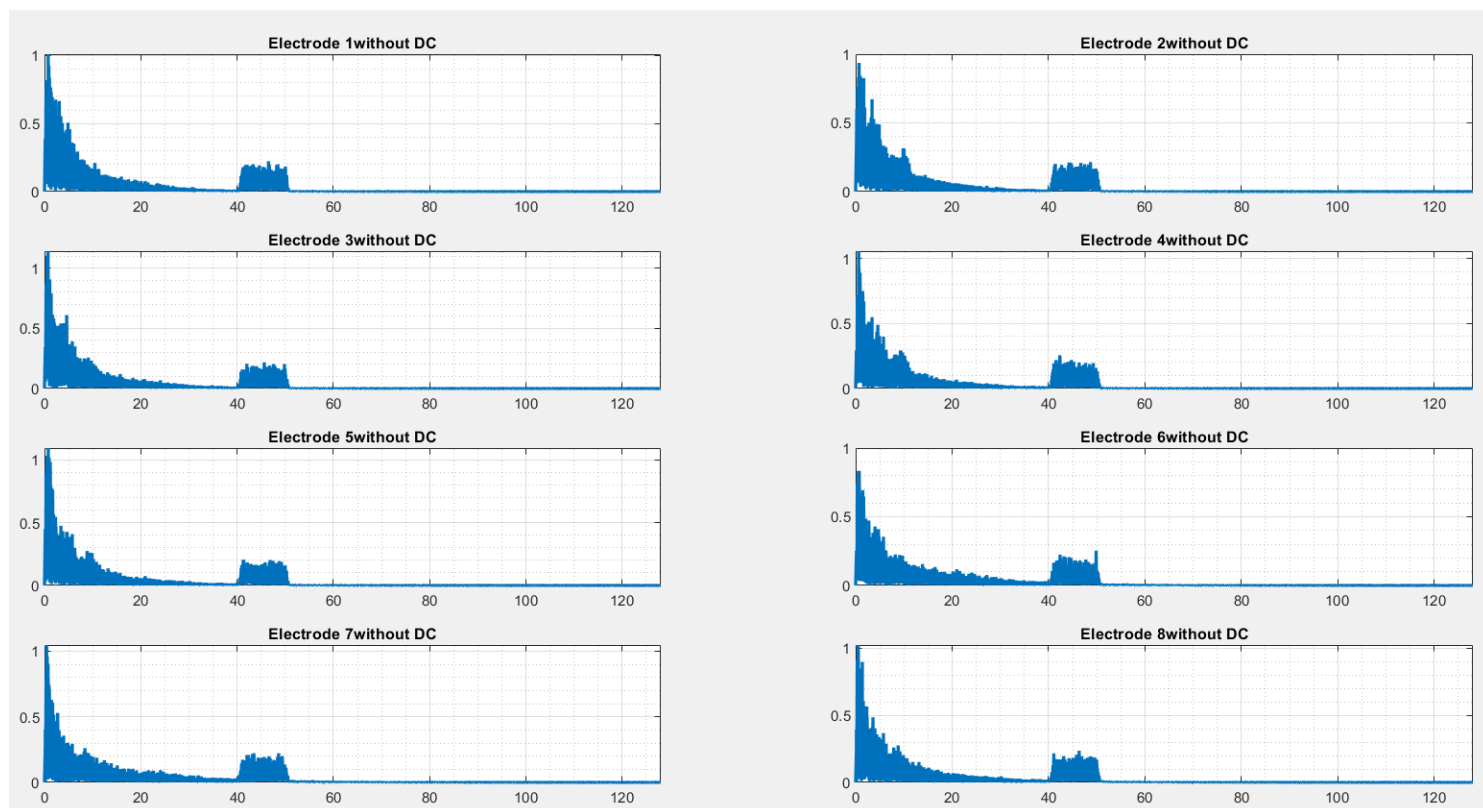 Electrode 1without DC
1
0.5
0
0 20 40 60 80 100 120
Electrode 2without DC
1
0.5
0
0 20 40 60 80 100 120
Electrode 3without DC
1
0.5
0
0 20 40 60 80 100 120
Electrode 4without DC
1
0.5
0
0 20 40 60 80 100 120
Electrode 5without DC
1
0.5
0
0 20 40 60 80 100 120
Electrode 6without DC
1
0.5
0
0 20 40 60 80 100 120
Electrode 7without DC
1
0.5
0
0 20 40 60 80 100 120
Electrode 8without DC
1
0.5
0
0 20 40 60 80 100 120